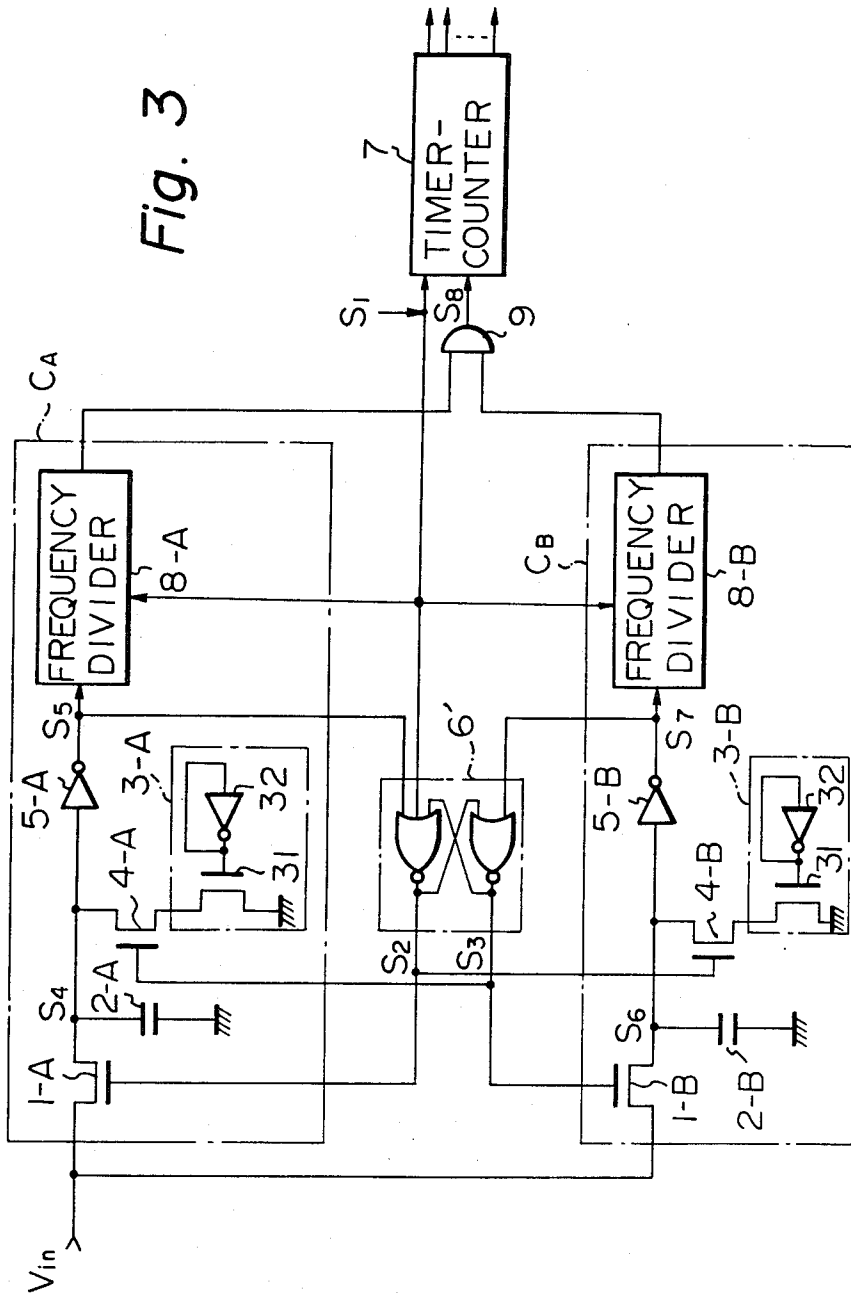 Fig. 3
Vin
CA
1-A
S4
2-A
4-A
5-A
S5
3-A
32
31
FREQUENCY
DIVIDER
8-A
S2
S3
6'
S1
S8
9
7
TIMER-
COUNTER
CB
1-B
S6
2-B
4-B
5-B
S7
3-B
32
31
FREQUENCY
DIVIDER
8-B